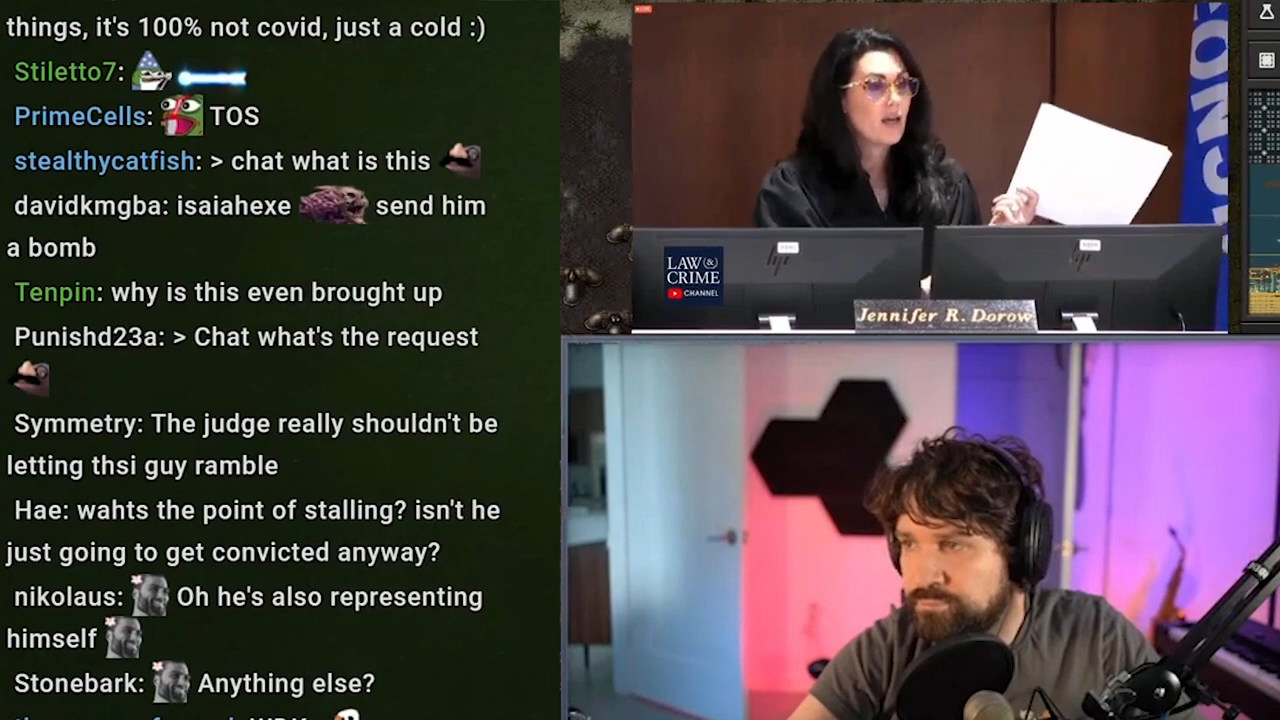 things, it's 100% not covid, just a cold :)
Stiletto7:
PrimeCells: TOS
stealthycatfish: > chat what is this
davidkmgba: isaiahexe send him
a bomb
Tenpin: why is this even brought up
Punishd23a: > Chat what's the request
Symmetry: The judge really shouldn't be
letting thsi guy ramble
Hae: wahts the point of stalling? isn't he
just going to get convicted anyway?
nikolaus: Oh he's also representing
himself
Stonebark: Anything else?
LAW &
CRIME
CHANNEL
hp
hp
Jennifer R. Dorow